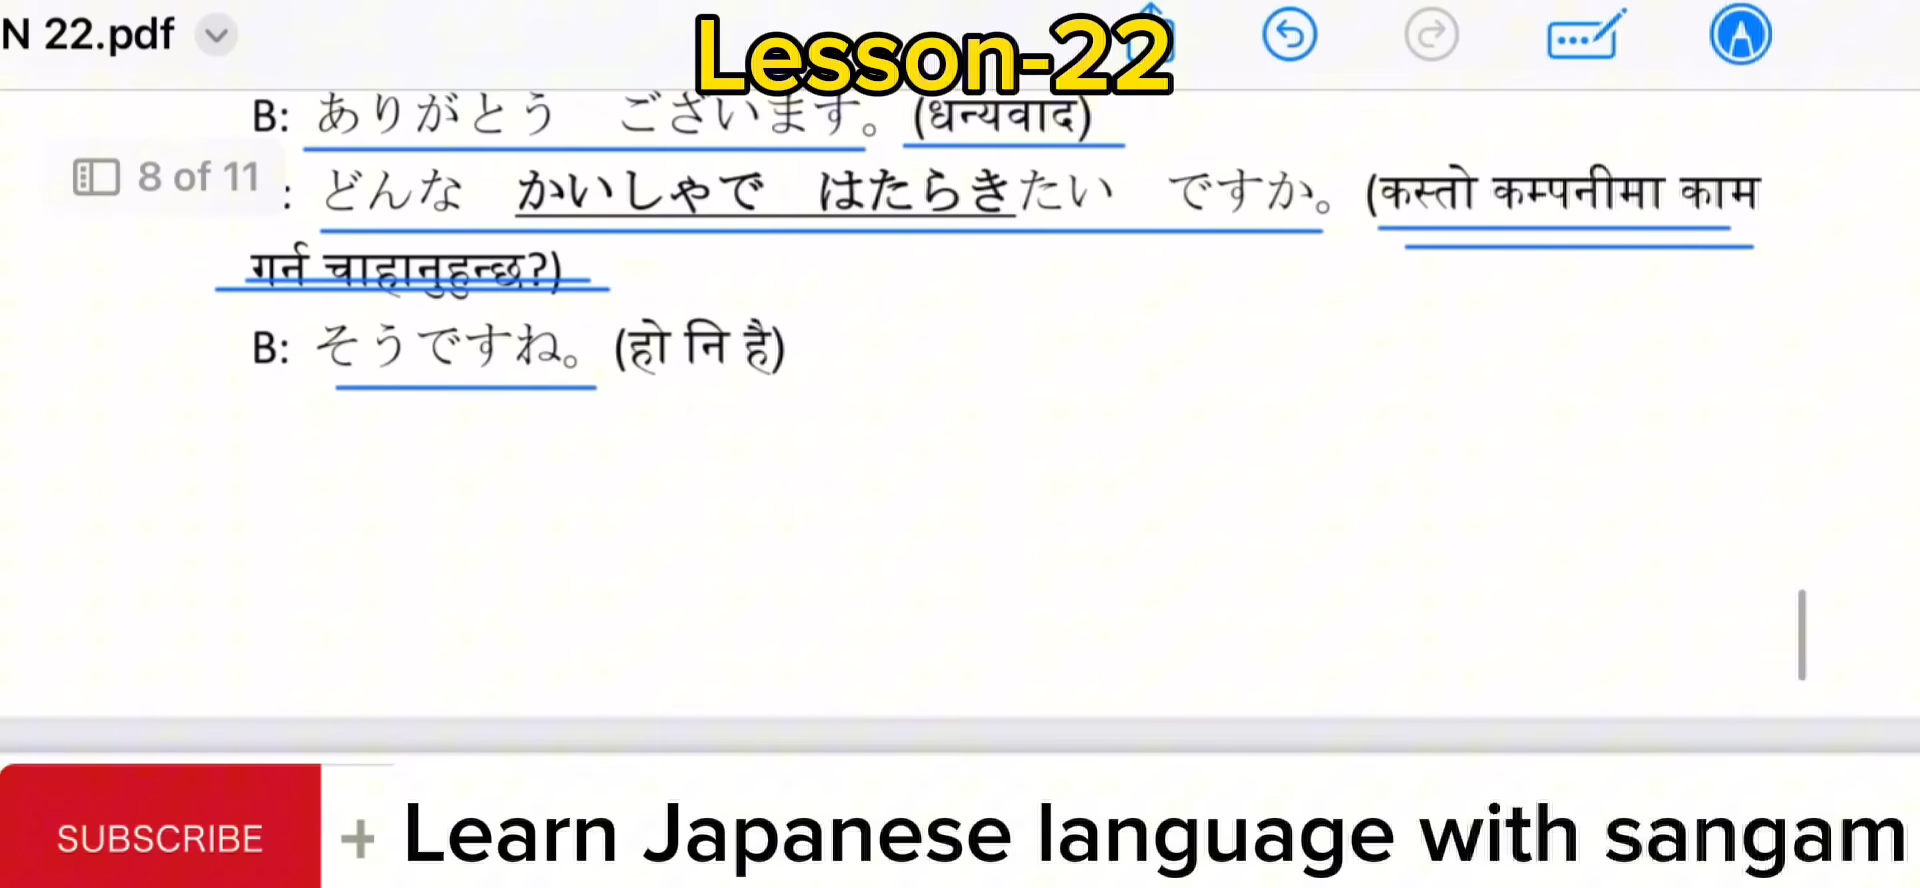 N 22.pdf
Lesson-22
B: ありがとう　ございます。 (धन्यवाद)
8 of 11
: どんな　かいしゃで　はたらきたい　ですか。 (कस्तो कम्पनीमा काम
गर्न चाहानुहुन्छ?)
B: そうですね。 (हो नि है)
SUBSCRIBE
+ Learn Japanese language with sangam